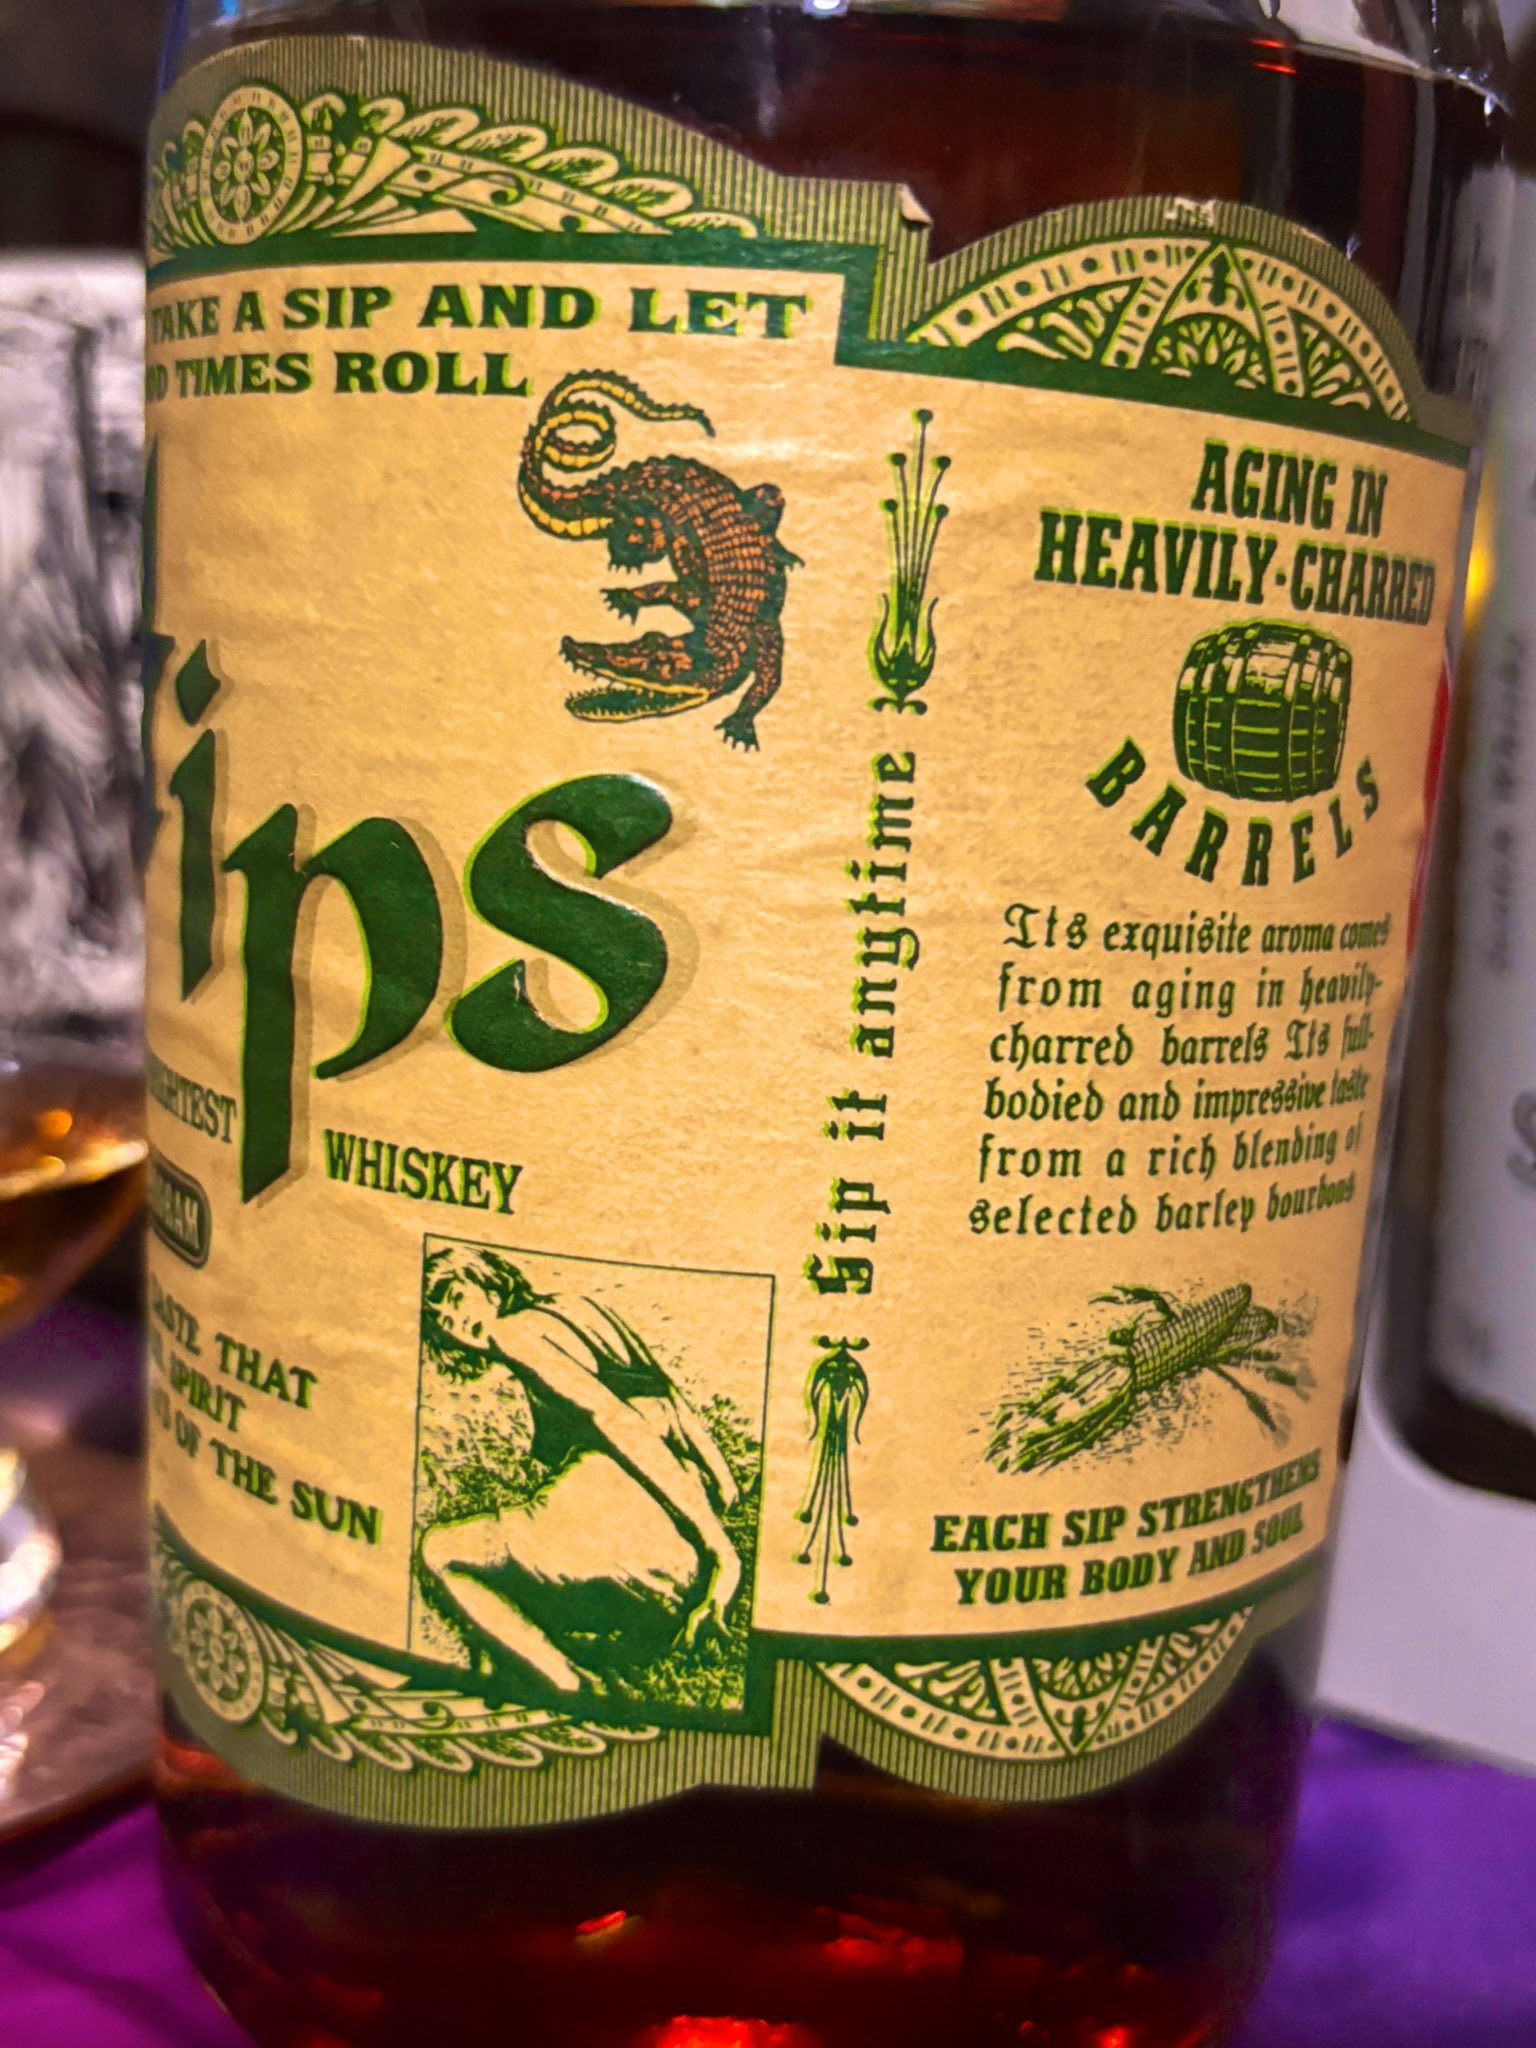 TAKE A SIP AND LET
TIMES ROLL
ips
WHISKEY
TASTE THAT
SPIRIT
OF THE SUN
Sip it anytime
AGING IN
HEAVILY-CHARRED
BARRELS
Its exquisite aroma comes
from aging in heavily-
charred barrels Its full-
bodied and impressive taste
from a rich blending of
selected barley bourbons
EACH SIP STRENGTHENS
YOUR BODY AND SOUL